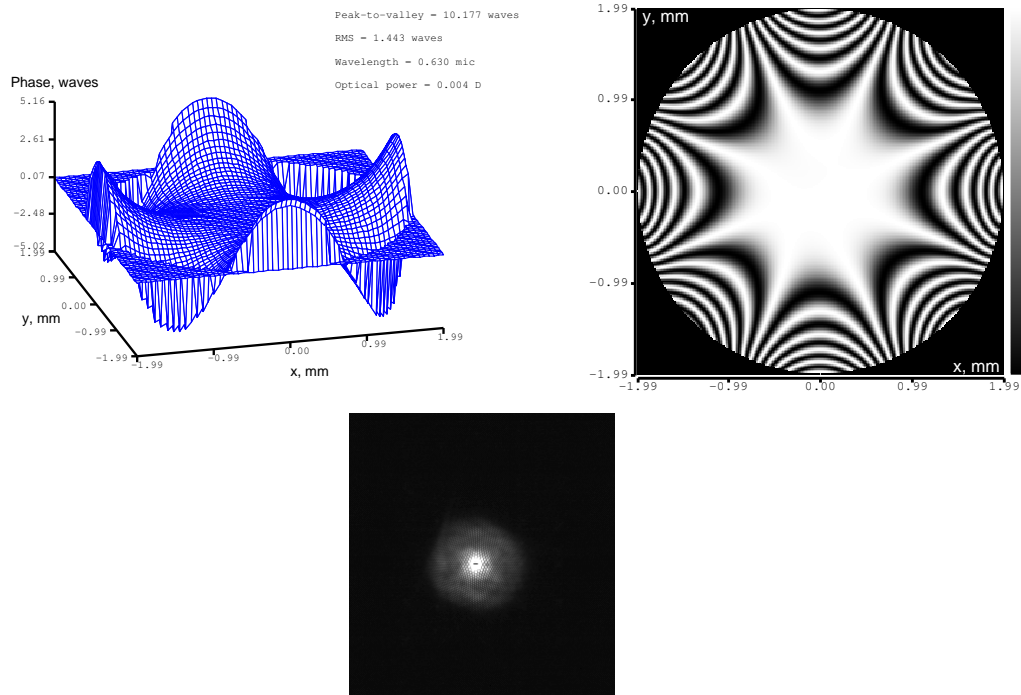 Peak-to-valley = 10.177 waves
RMS = 1.443 waves
Wavelength = 0.630 mic
Optical power = 0.004 D
Phase, waves
5.16
2.61
0.07
-2.48
-5.02
1.99
0.99
0.00
y, mm
-0.99
-1.99
-1.99
-0.99
0.00
0.99
1.99
x, mm
1.99
y, mm
0.99
0.00
-0.99
-1.99
x, mm
-1.99
-0.99
0.00
0.99
1.99